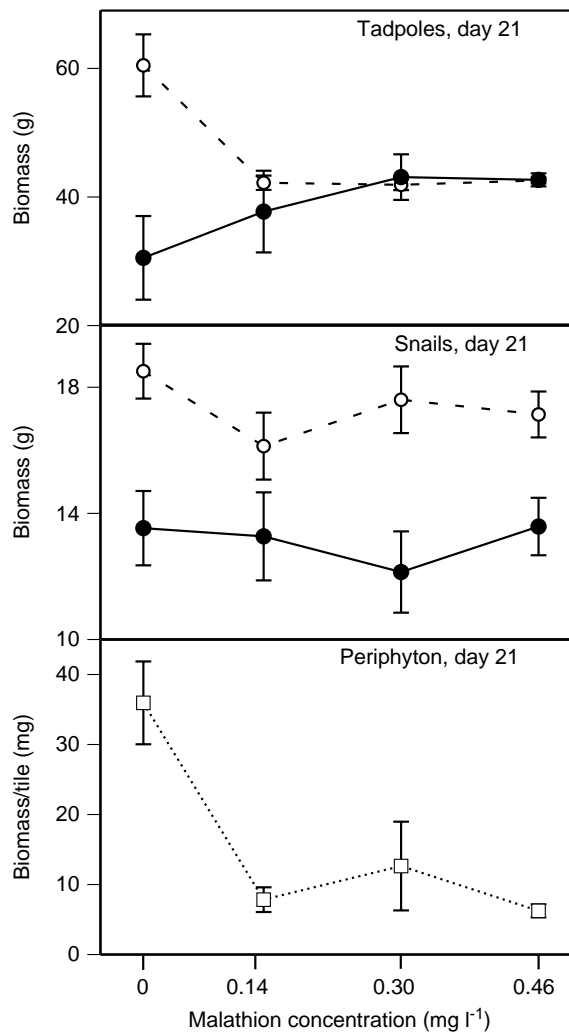 Tadpoles, day 21
60
40
20
Biomass (g)
Snails, day 21
18
14
10
Biomass (g)
Periphyton, day 21
40
30
20
10
0
Biomass/tile (mg)
0 0.14 0.30 0.46
Malathion concentration (mg l⁻¹)